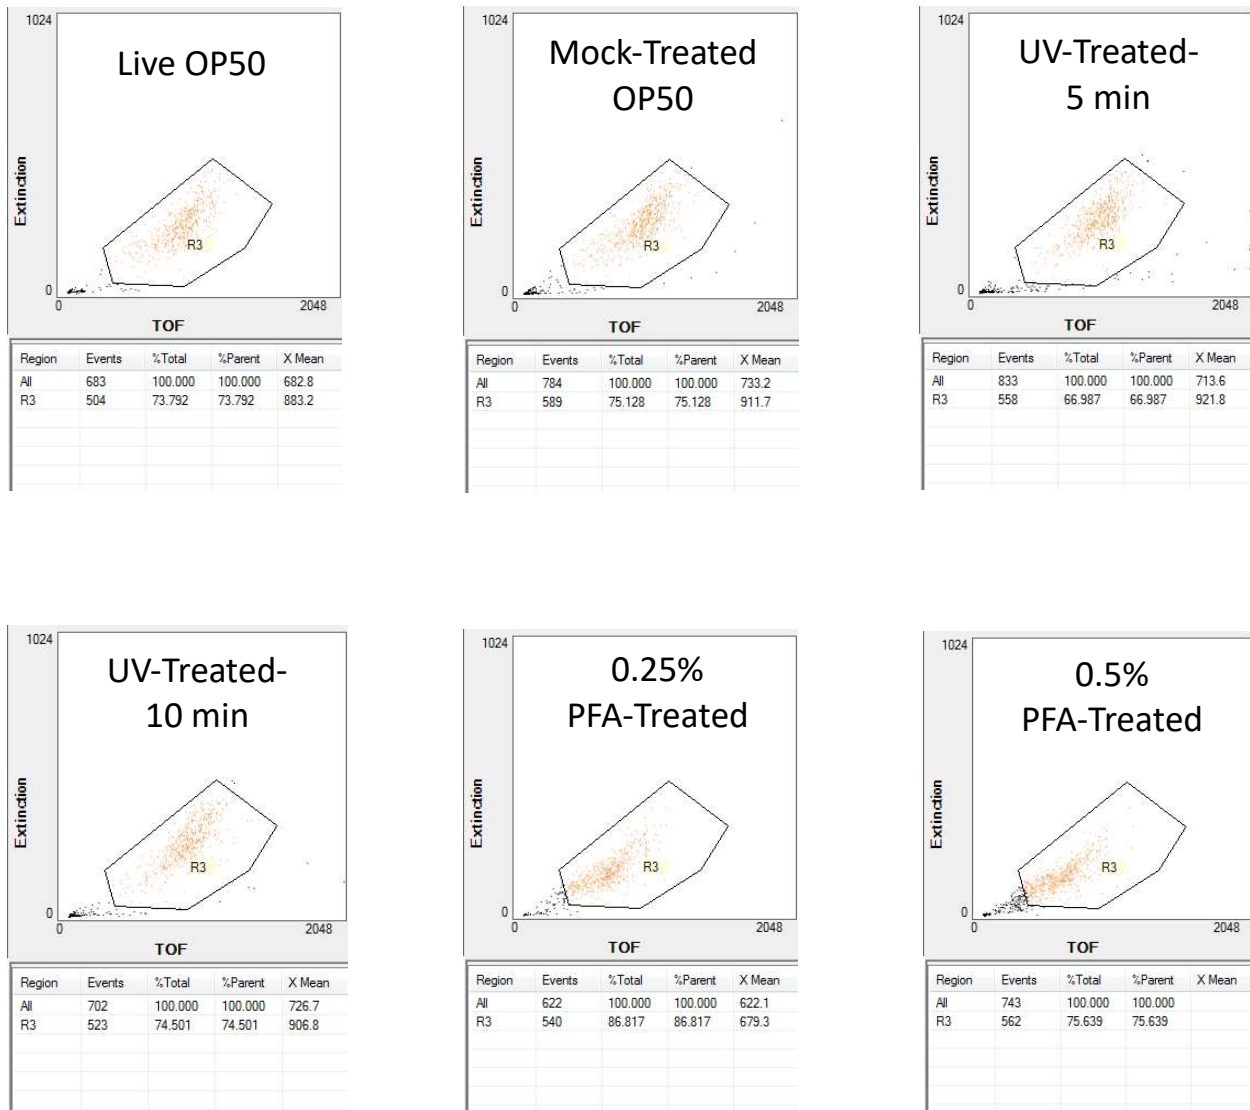 1024
Live OP50
Extinction
R3
0
0
2048
TOF
Region Events %Total %Parent X Mean
All 683 100.000 100.000 682.8
R3 504 73.792 73.792 883.2
1024
Mock-Treated
OP50
Extinction
R3
0
0
2048
TOF
Region Events %Total %Parent X Mean
All 784 100.000 100.000 733.2
R3 589 75.128 75.128 911.7
1024
UV-Treated-
5 min
Extinction
R3
0
0
2048
TOF
Region Events %Total %Parent X Mean
All 833 100.000 100.000 713.6
R3 558 66.987 66.987 921.8
1024
UV-Treated-
10 min
Extinction
R3
0
0
2048
TOF
Region Events %Total %Parent X Mean
All 702 100.000 100.000 726.7
R3 523 74.501 74.501 906.8
1024
0.25%
PFA-Treated
Extinction
R3
0
0
2048
TOF
Region Events %Total %Parent X Mean
All 622 100.000 100.000 622.1
R3 540 86.817 86.817 679.3
1024
0.5%
PFA-Treated
Extinction
R3
0
0
2048
TOF
Region Events %Total %Parent X Mean
All 743 100.000 100.000
R3 562 75.639 75.639